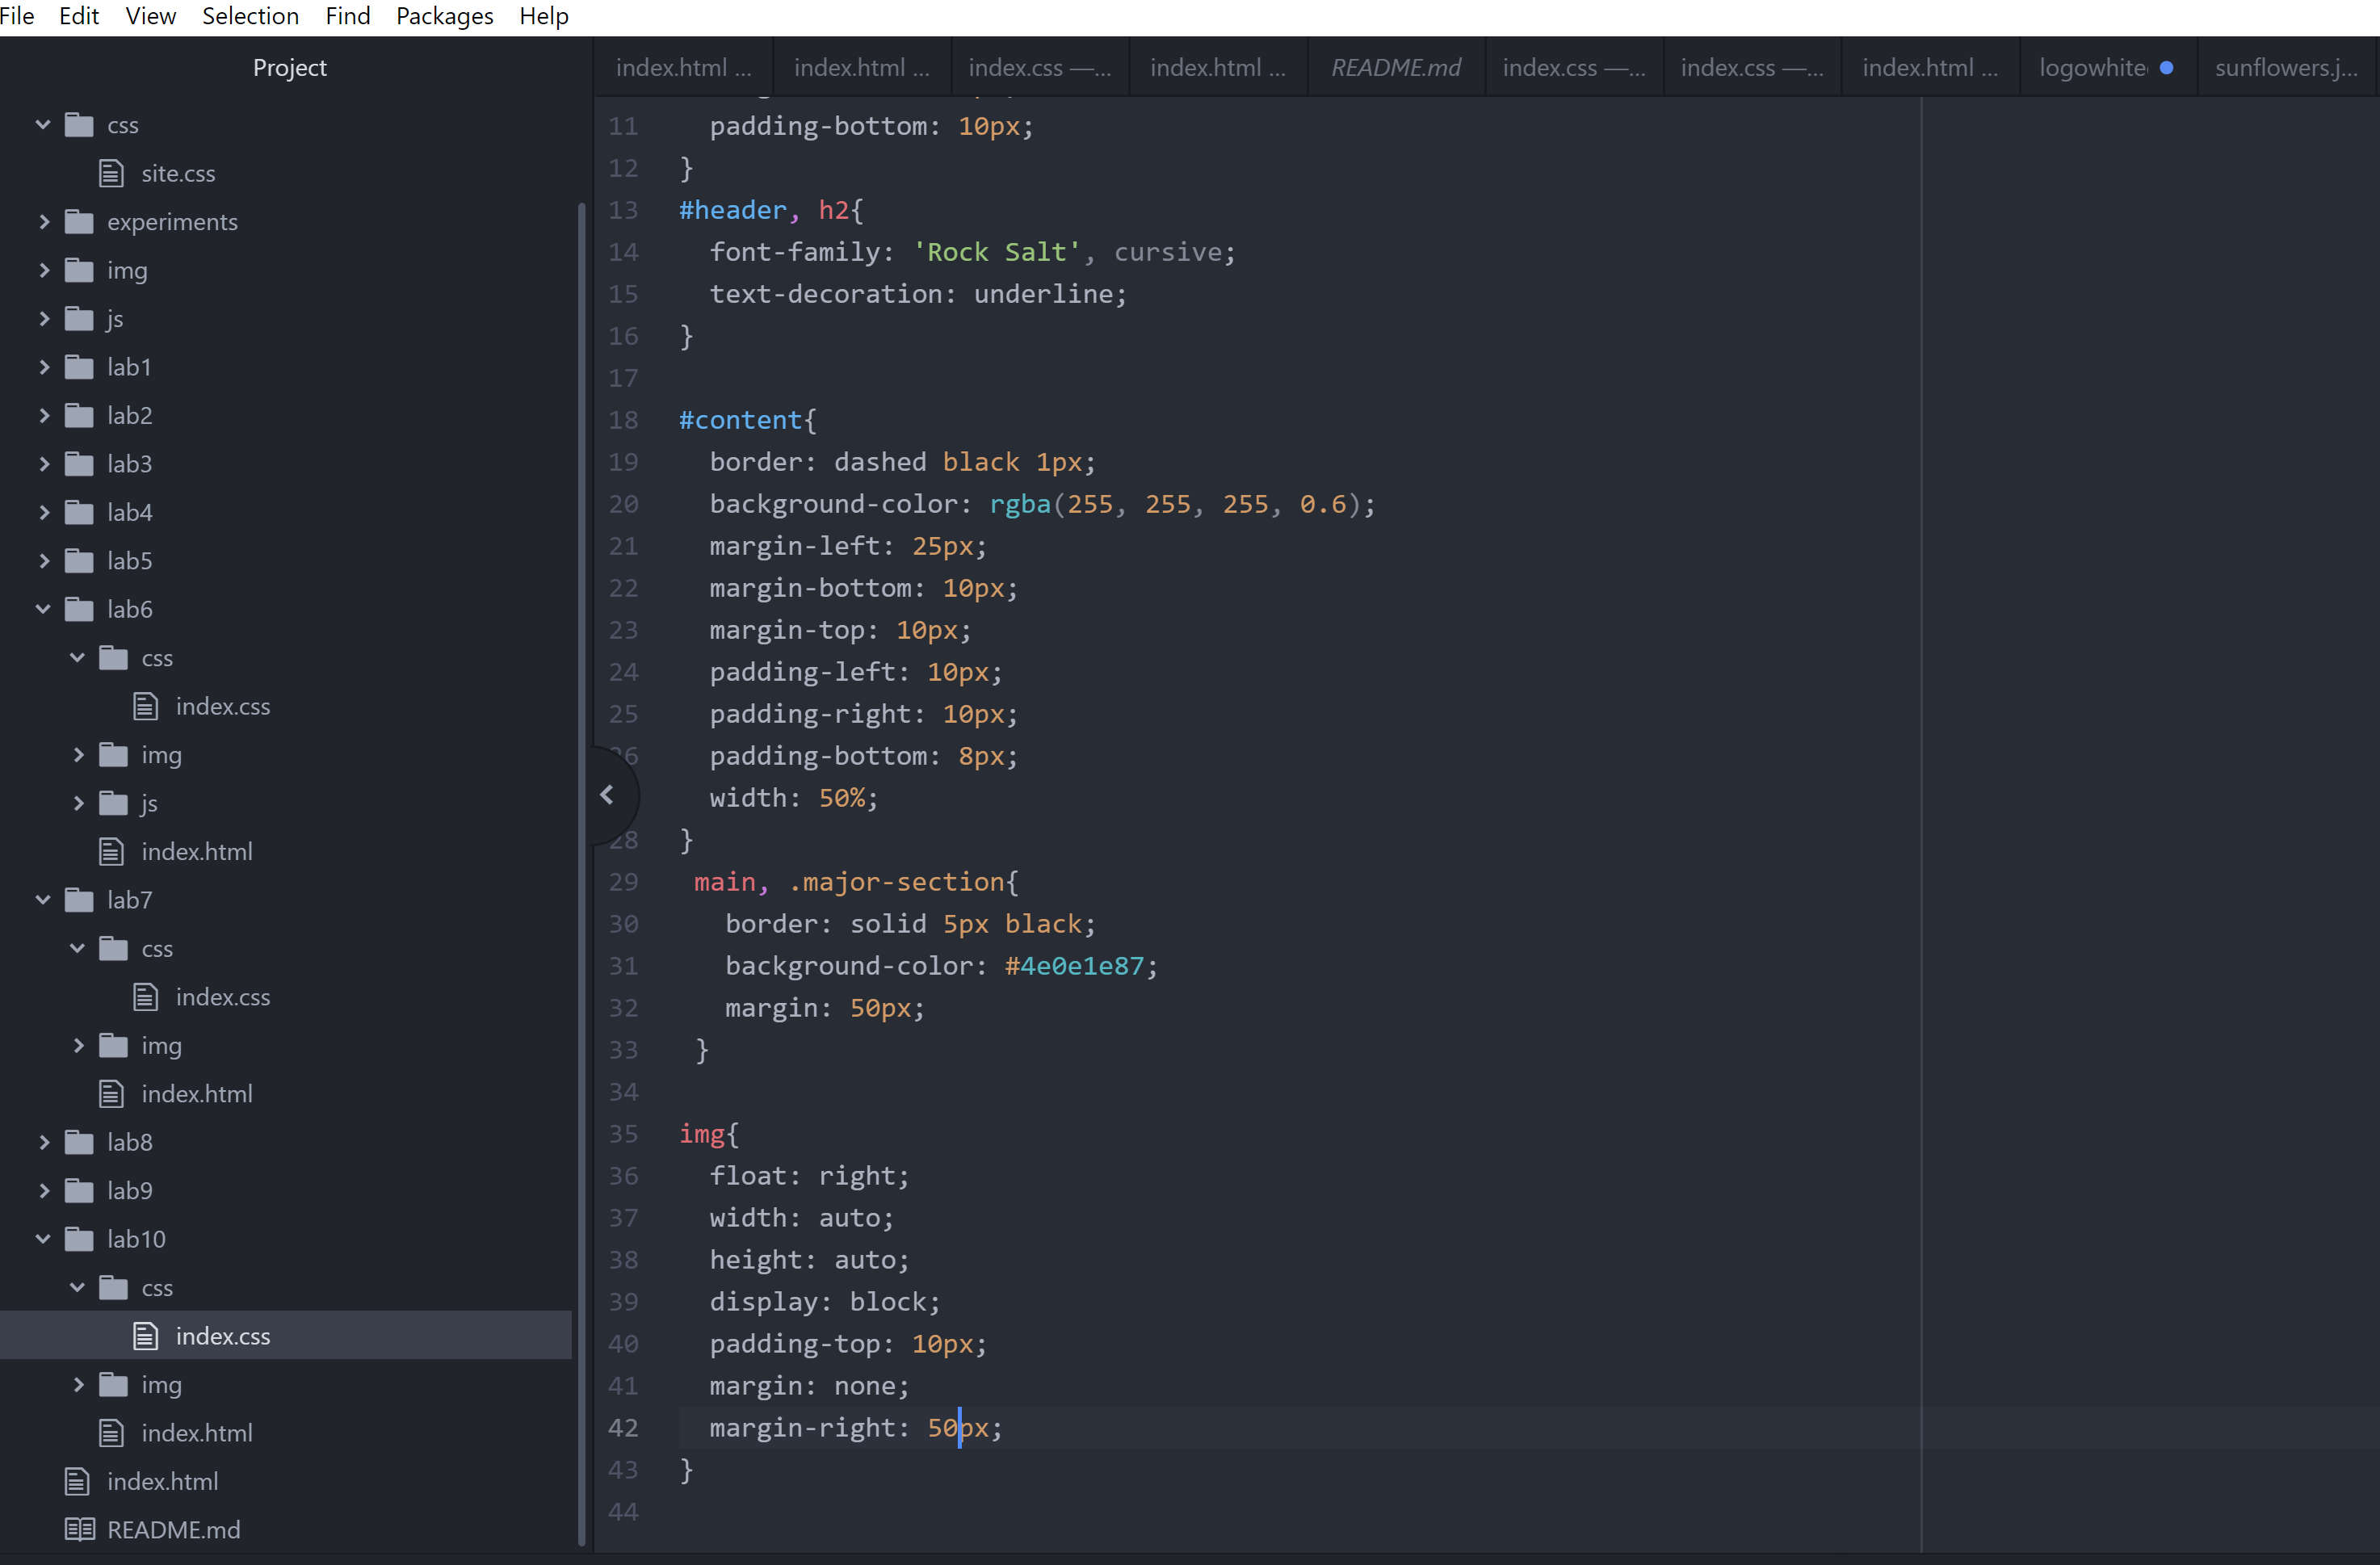 File Edit View Selection Find Packages Help
Project
css
site.css
experiments
img
js
lab1
lab2
lab3
lab4
lab5
lab6
css
index.css
img
js
index.html
lab7
css
index.css
img
index.html
lab8
lab9
lab10
css
index.css
img
index.html
index.html
README.md
index.html ... index.html ... index.css —... index.html ... README.md index.css —... index.css —... index.html ... logowhite sunflowers.j...
11 padding-bottom: 10px;
12 }
13 #header, h2{
14 font-family: 'Rock Salt', cursive;
15 text-decoration: underline;
16 }
17
18 #content{
19 border: dashed black 1px;
20 background-color: rgba(255, 255, 255, 0.6);
21 margin-left: 25px;
22 margin-bottom: 10px;
23 margin-top: 10px;
24 padding-left: 10px;
25 padding-right: 10px;
26 padding-bottom: 8px;
width: 50%;
28 }
29 main, .major-section{
30 border: solid 5px black;
31 background-color: #4e0e1e87;
32 margin: 50px;
33 }
34
35 img{
36 float: right;
37 width: auto;
38 height: auto;
39 display: block;
40 padding-top: 10px;
41 margin: none;
42 margin-right: 50px;
43 }
44